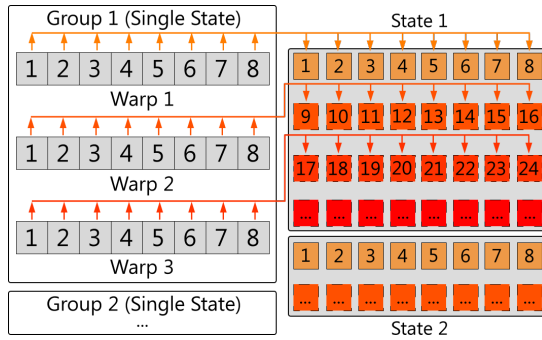 Group 1 (Single State)
1 2 3 4 5 6 7 8
Warp 1
1 2 3 4 5 6 7 8
Warp 2
1 2 3 4 5 6 7 8
Warp 3
Group 2 (Single State)
...
State 1
1 2 3 4 5 6 7 8
9 10 11 12 13 14 15 16
17 18 19 20 21 22 23 24
... ... ... ... ... ... ... ...
1 2 3 4 5 6 7 8
... ... ... ... ... ... ... ...
State 2